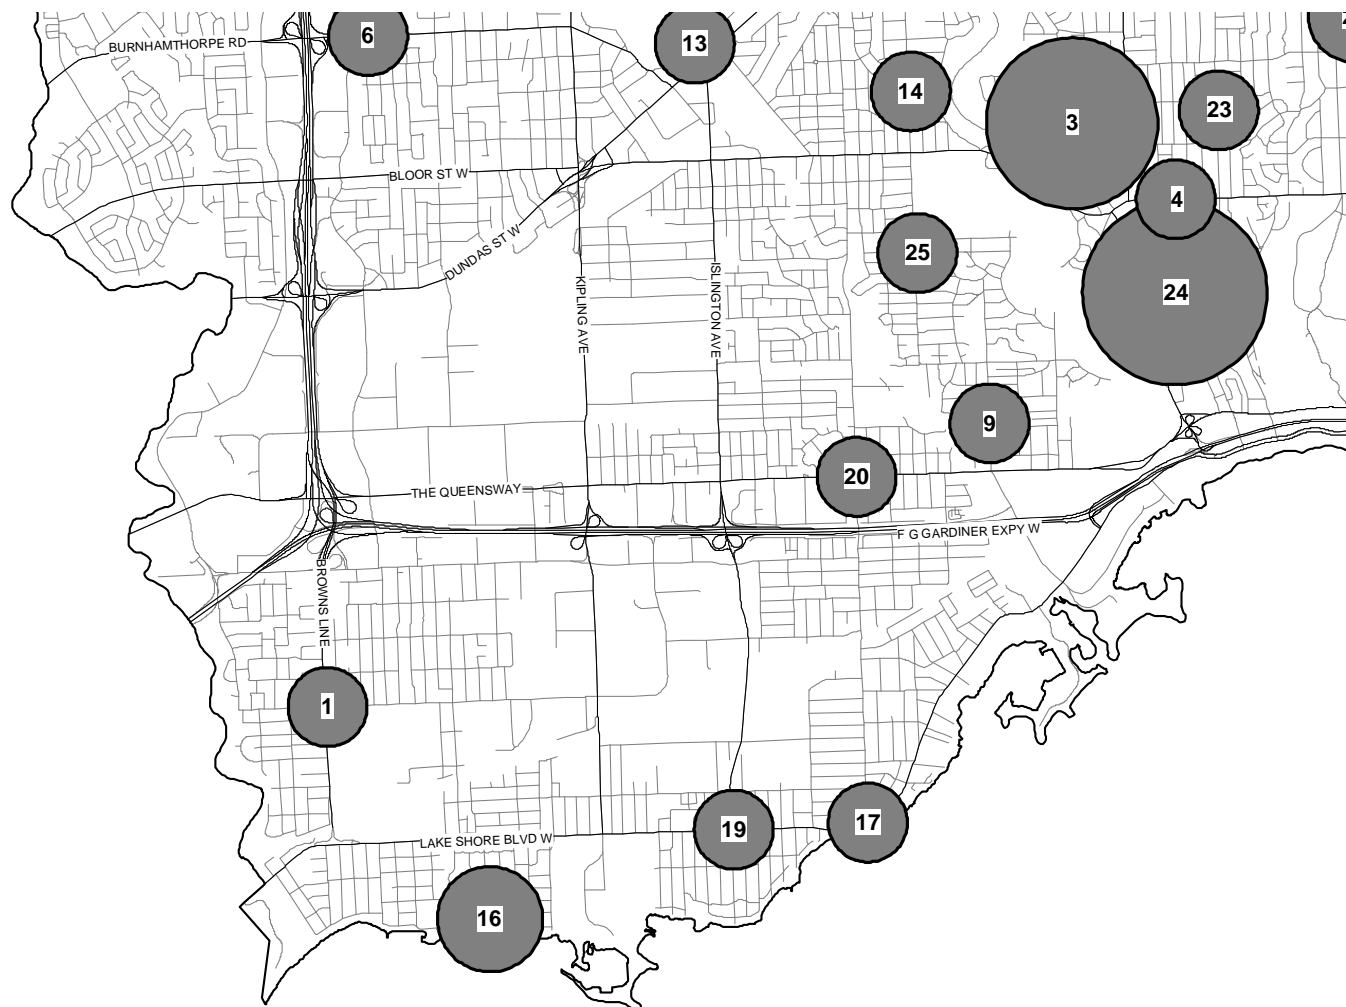 6
13
BURNHAMTHORPE RD
14
3
23
BLOOR ST W
4
DUNDAS ST W
25
KIPLING AVE
ISLINGTON AVE
24
9
20
THE QUEENSWAY
F G GARDINER EXPY W
BROWNS LINE
1
17
19
LAKE SHORE BLVD W
16